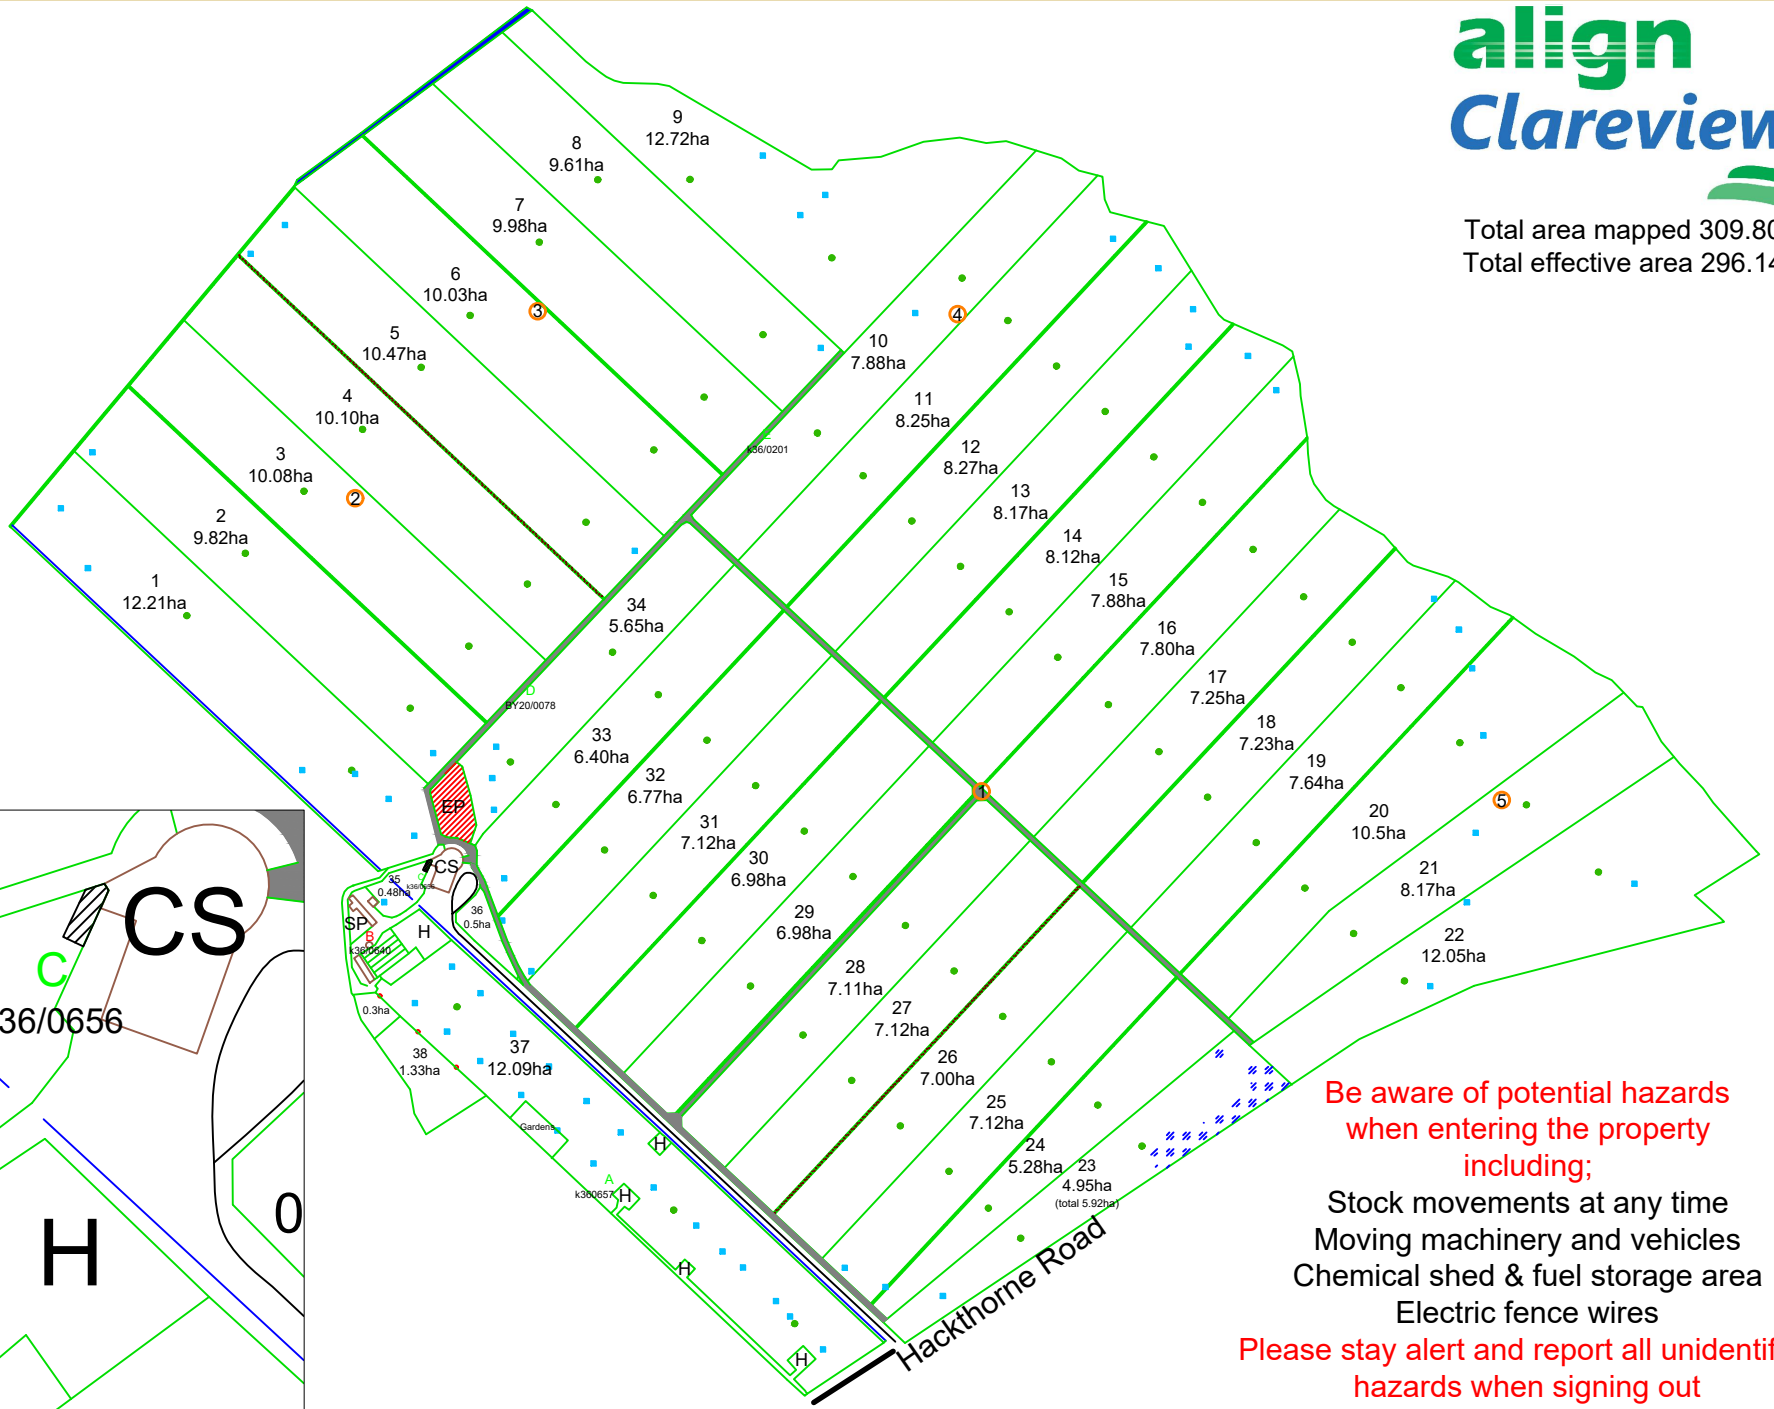 align
Clareview
Total area mapped 309.80
Total effective area 296.14
9
12.72ha
8
9.61ha
7
9.98ha
6
10.03ha
3
5
10.47ha
4
10.10ha
3
10.08ha
2
2
9.82ha
1
12.21ha
4
10
7.88ha
11
8.25ha
k36/0201
12
8.27ha
13
8.17ha
14
8.12ha
15
7.88ha
16
7.80ha
17
7.25ha
18
7.23ha
19
7.64ha
20
10.5ha
5
21
8.17ha
22
12.05ha
34
5.65ha
D
BY20/0078
33
6.40ha
32
6.77ha
31
7.12ha
30
6.98ha
29
6.98ha
1
28
7.11ha
27
7.12ha
26
7.00ha
25
7.12ha
24
5.28ha
23
4.95ha
(total 5.92ha)
EP
CS
35
0.48ha
k36/0656
36
0.5ha
SP
B
k36/0640
H
0.3ha
38
1.33ha
37
12.09ha
Gardens
H
A
k360657
H
H
H
Hackthorne Road
CS
C
36/0656
H
0
Be aware of potential hazards
when entering the property
including;
Stock movements at any time
Moving machinery and vehicles
Chemical shed & fuel storage area
Electric fence wires
Please stay alert and report all unidentif
hazards when signing out